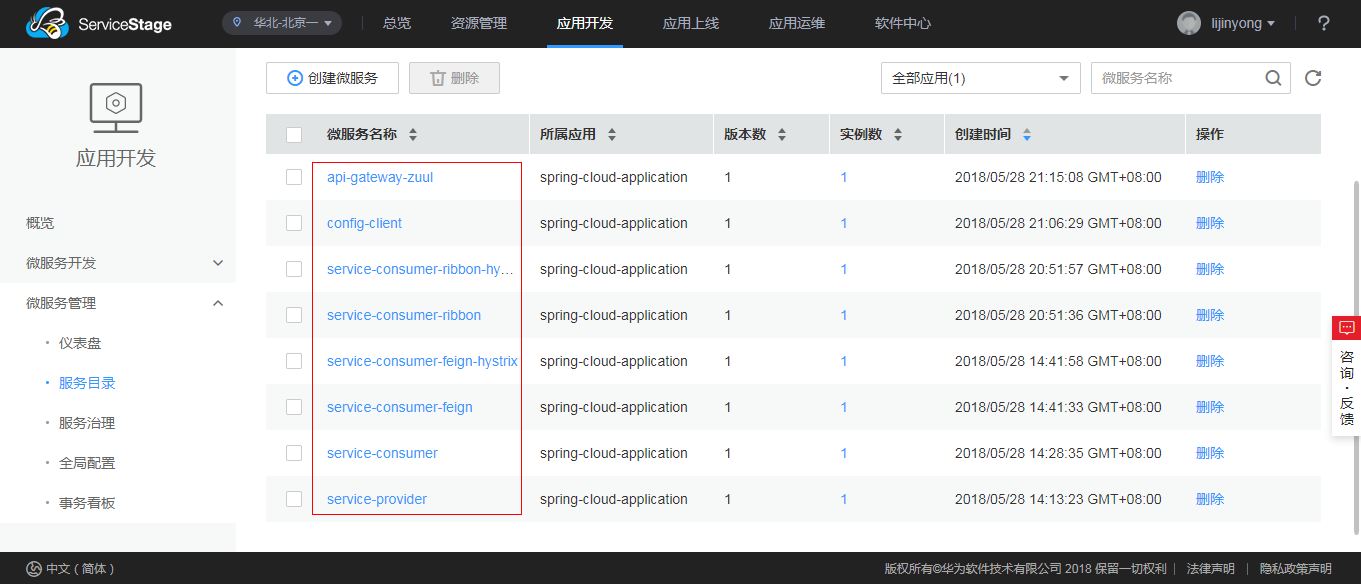 ServiceStage 华北-北京一 总览 资源管理 应用开发 应用上线 应用运维 软件中心 lijinyong ?
应用开发
概览
微服务开发
微服务管理
· 仪表盘
· 服务目录
· 服务治理
· 全局配置
· 事务看板
创建微服务 删除 全部应用(1) 微服务名称
微服务名称 所属应用 版本数 实例数 创建时间 操作
api-gateway-zuul spring-cloud-application 1 1 2018/05/28 21:15:08 GMT+08:00 删除
config-client spring-cloud-application 1 1 2018/05/28 21:06:29 GMT+08:00 删除
service-consumer-ribbon-hy... spring-cloud-application 1 1 2018/05/28 20:51:57 GMT+08:00 删除
service-consumer-ribbon spring-cloud-application 1 1 2018/05/28 20:51:36 GMT+08:00 删除
service-consumer-feign-hystrix spring-cloud-application 1 1 2018/05/28 14:41:58 GMT+08:00 删除
service-consumer-feign spring-cloud-application 1 1 2018/05/28 14:41:33 GMT+08:00 删除
service-consumer spring-cloud-application 1 1 2018/05/28 14:28:35 GMT+08:00 删除
service-provider spring-cloud-application 1 1 2018/05/28 14:13:23 GMT+08:00 删除
咨询·反馈
中文（简体） 版权所有©华为软件技术有限公司 2018 保留一切权利 | 法律声明 | 隐私政策声明